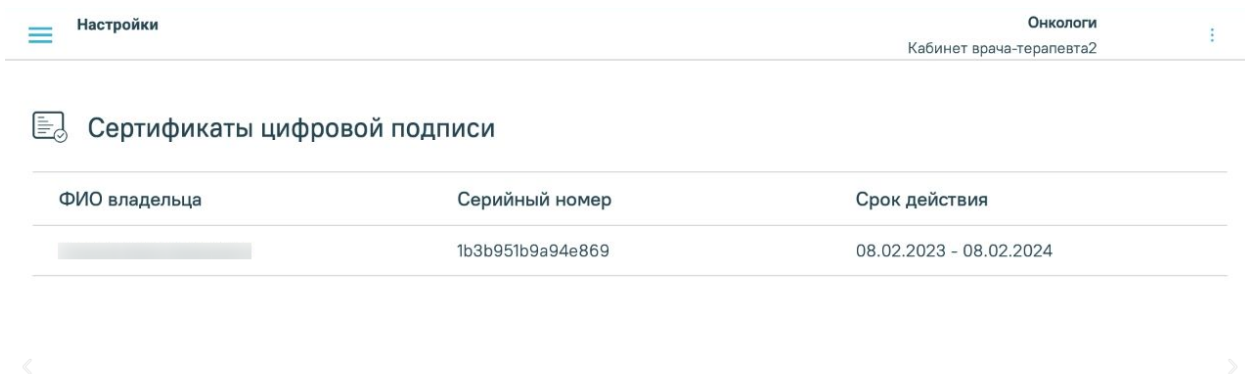 Настройки
Онкологи
Кабинет врача-терапевта2
Сертификаты цифровой подписи
ФИО владельца Серийный номер Срок действия
1b3b951b9a94e869 08.02.2023 - 08.02.2024